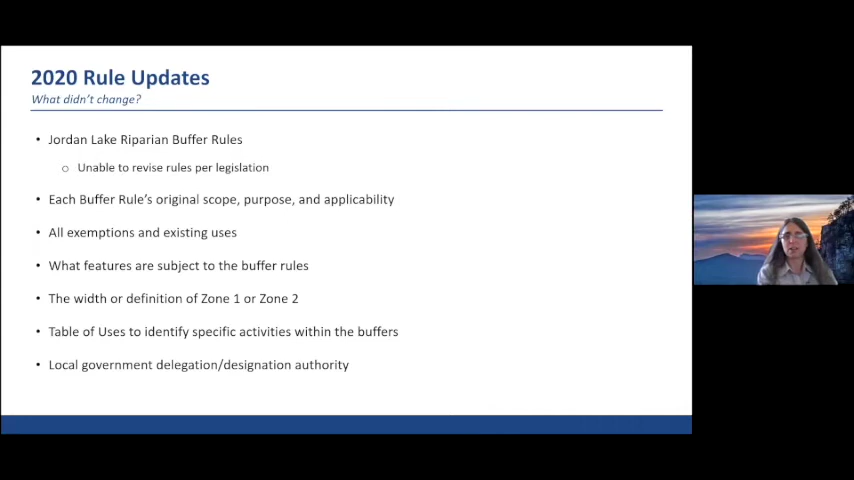 2020 Rule Updates
What didn't change?
• Jordan Lake Riparian Buffer Rules
o Unable to revise rules per legislation
• Each Buffer Rule's original scope, purpose, and applicability
• All exemptions and existing uses
• What features are subject to the buffer rules
• The width or definition of Zone 1 or Zone 2
• Table of Uses to identify specific activities within the buffers
• Local government delegation/designation authority